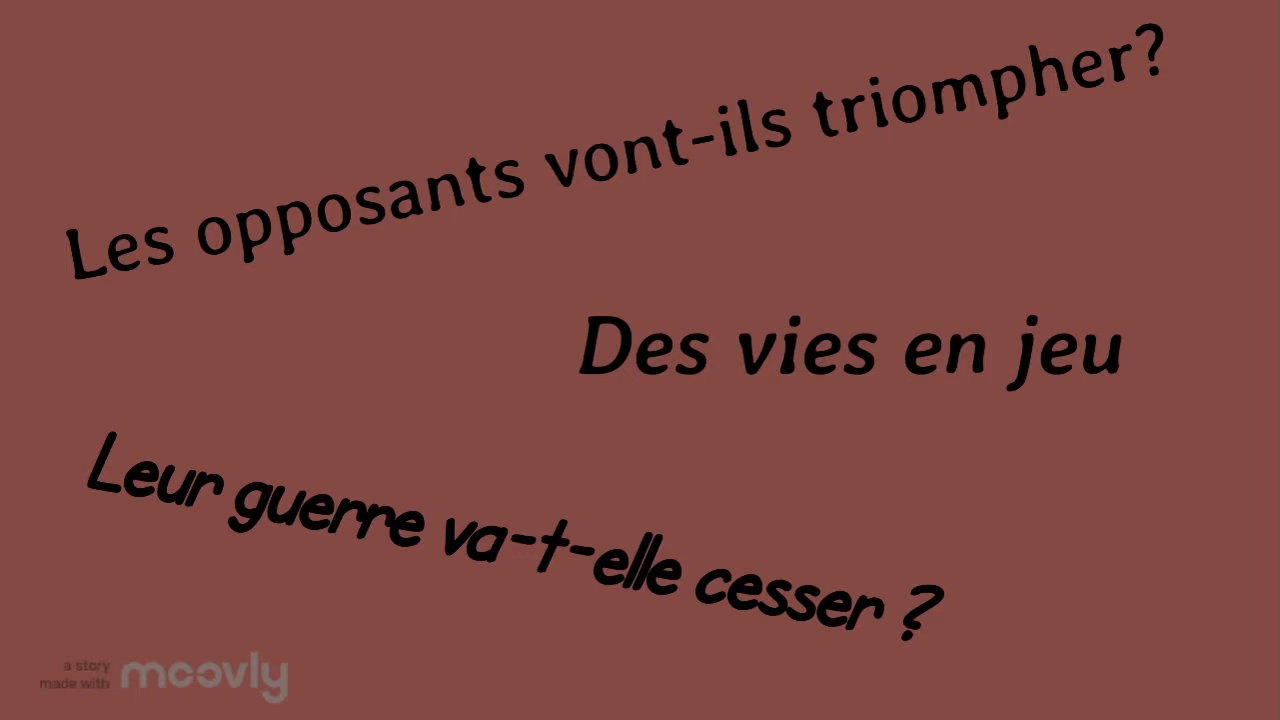 Les opposants vont-ils triompher?
Des vies en jeu
Leur guerre va-t-elle cesser ?
a story
made with
moovly